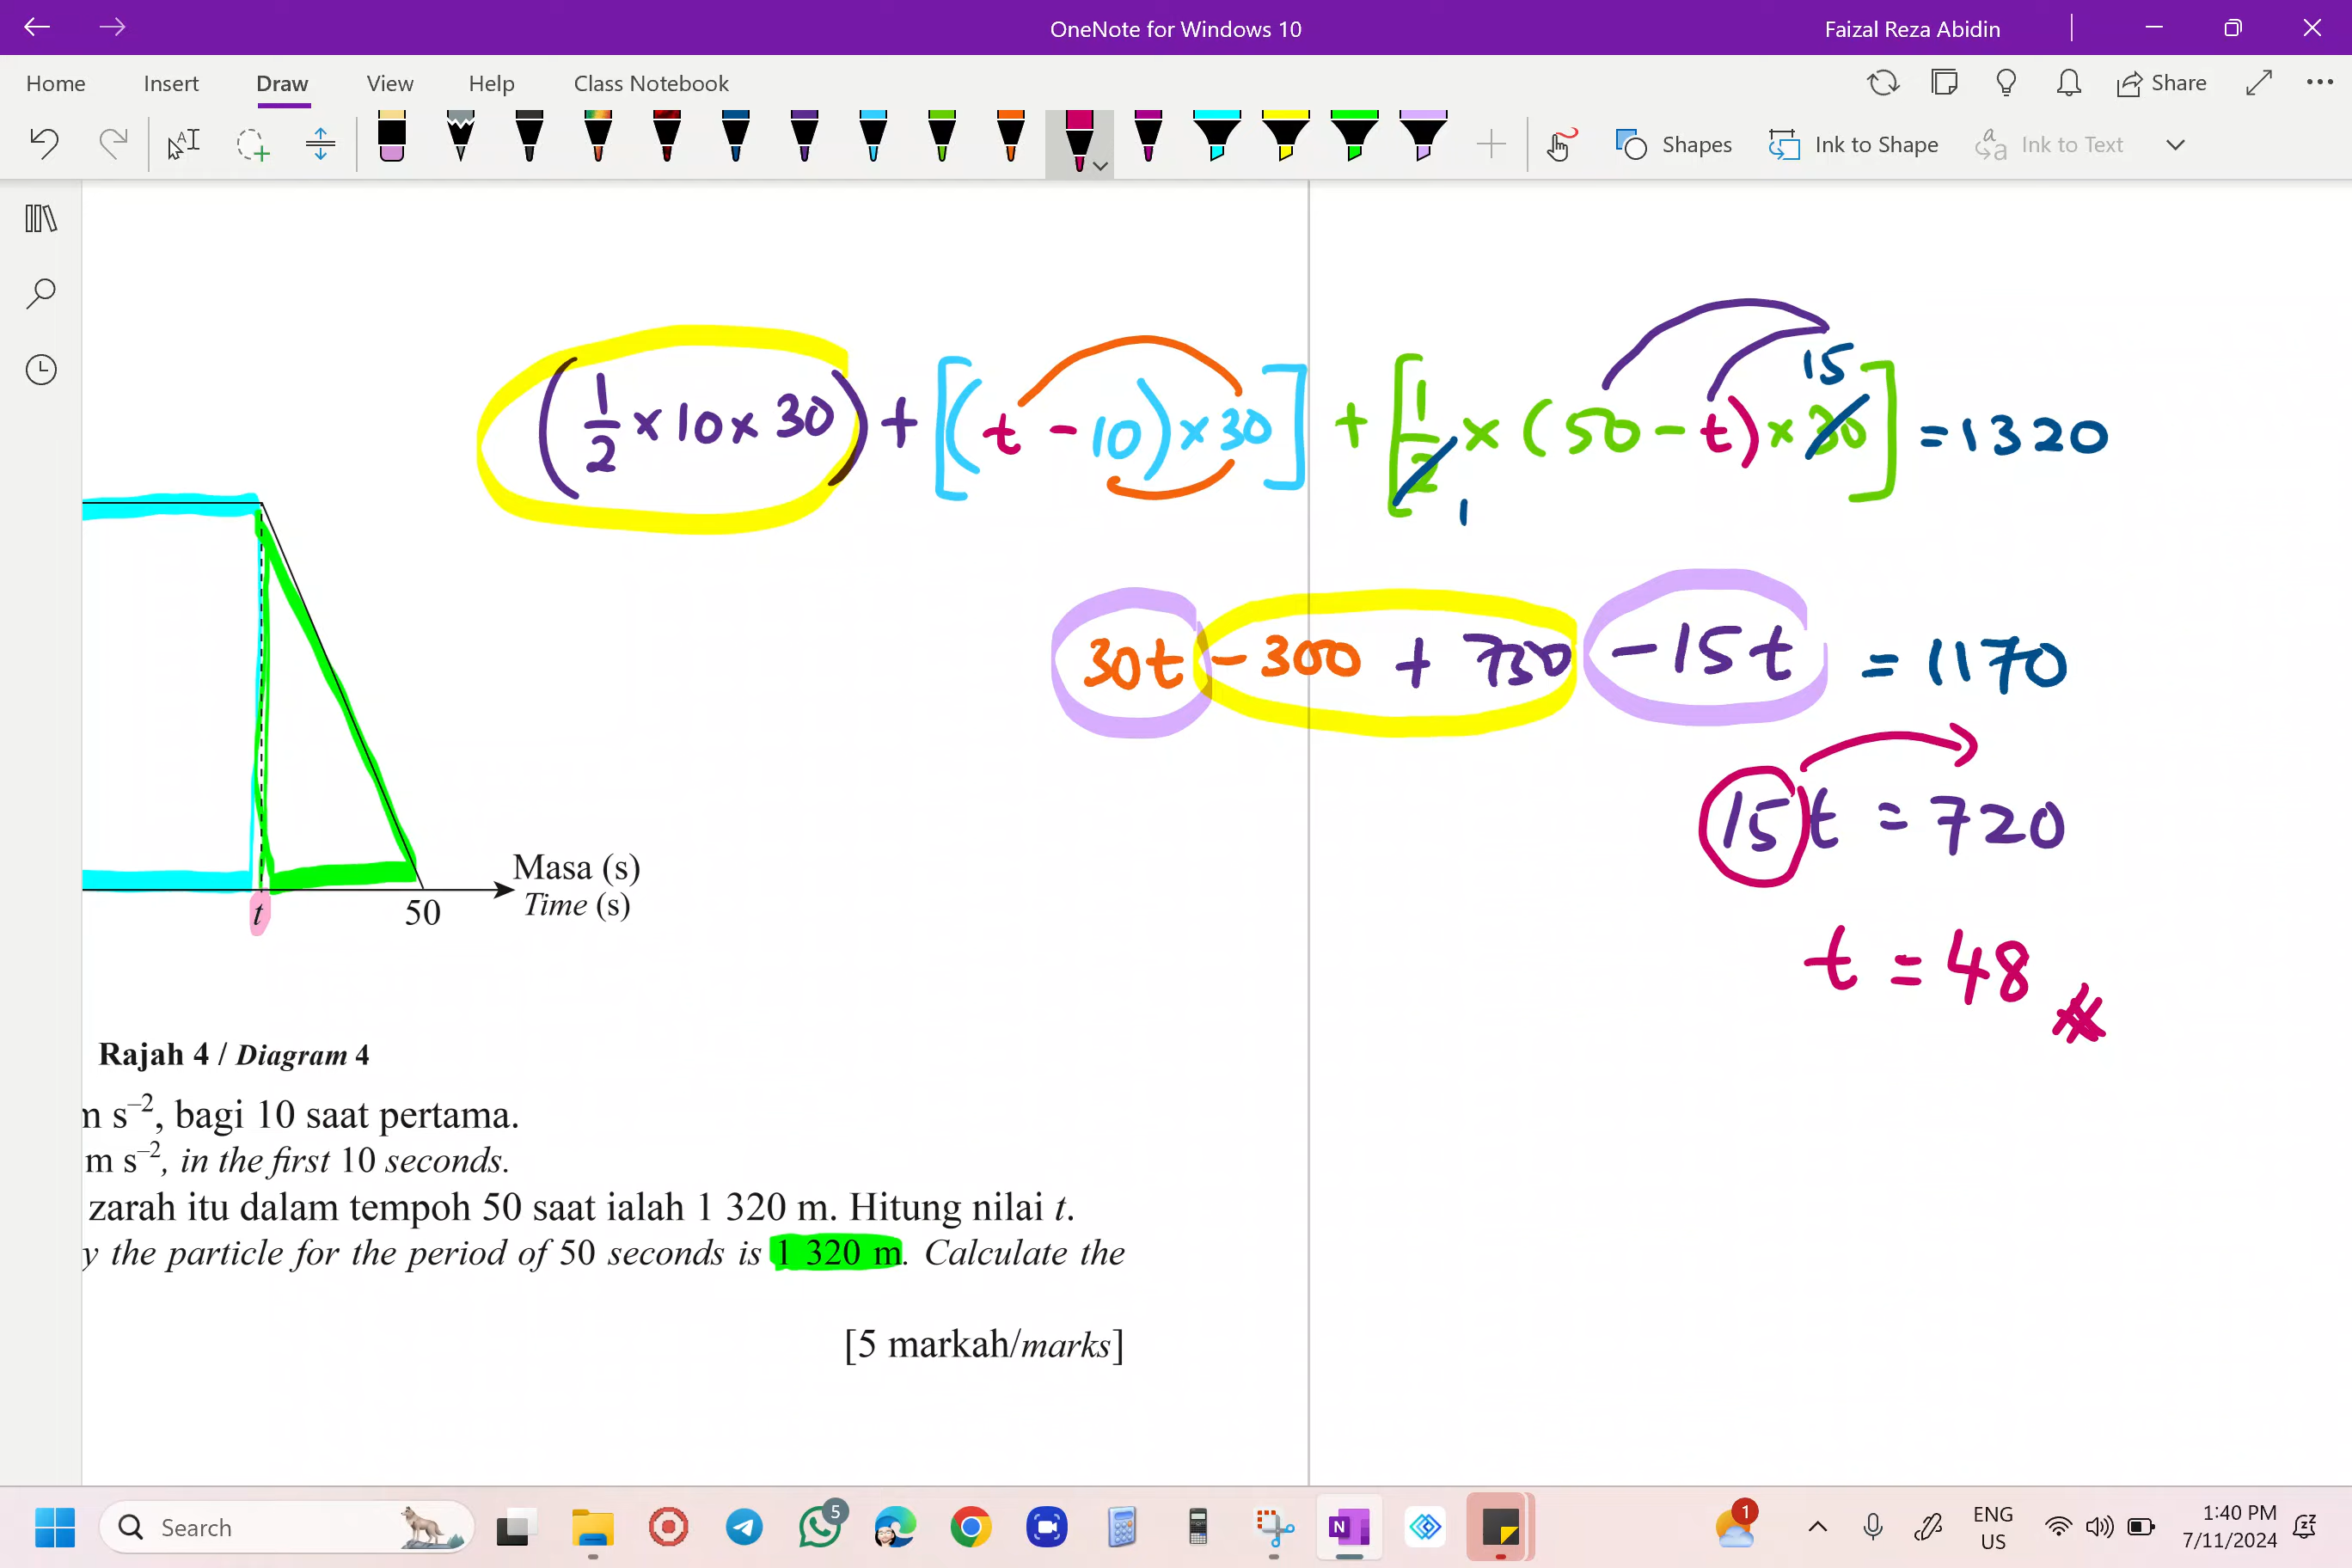 OneNote for Windows 10
Faizal Reza Abidin
Home Insert Draw View Help Class Notebook
Share
Shapes Ink to Shape Ink to Text
15
(1/2 × 10 × 30) + [(t - 10) × 30] + [1/2 × (50 - t) × 30] = 1320
1
30t - 300 + 750 - 15t = 1170
15t = 720
t = 48
Masa (s)
Time (s)
t 50
Rajah 4 / Diagram 4
m s⁻², bagi 10 saat pertama.
m s⁻², in the first 10 seconds.
zarah itu dalam tempoh 50 saat ialah 1 320 m. Hitung nilai t.
y the particle for the period of 50 seconds is 1 320 m. Calculate the
[5 markah/marks]
Search
5
N
1
ENG
US
1:40 PM
7/11/2024